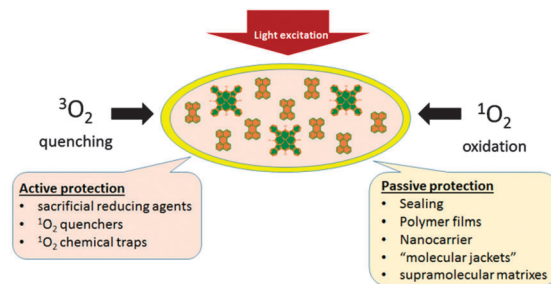 Light excitation
³O₂
quenching
¹O₂
oxidation
Active protection
• sacrificial reducing agents
• ¹O₂ quenchers
• ¹O₂ chemical traps
Passive protection
• Sealing
• Polymer films
• Nanocarrier
• “molecular jackets”
• supramolecular matrixes